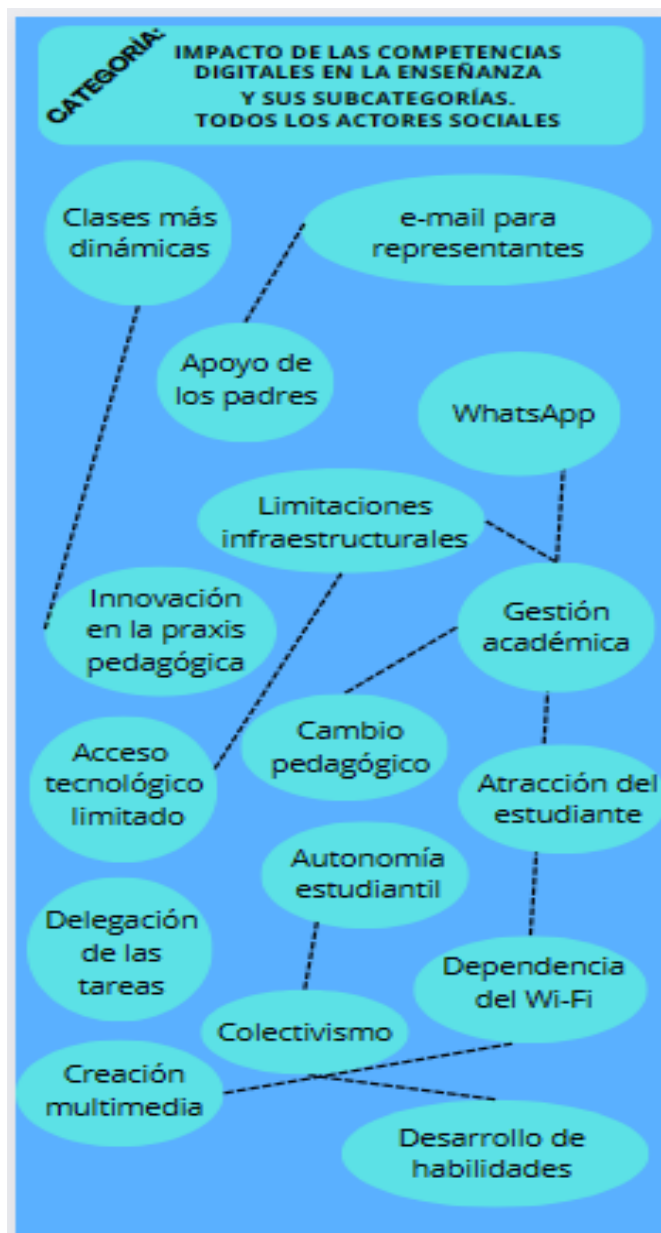 CATEGORÍA:
IMPACTO DE LAS COMPETENCIAS
DIGITALES EN LA ENSEÑANZA
Y SUS SUBCATEGORÍAS.
TODOS LOS ACTORES SOCIALES
Clases más
dinámicas
e-mail para
representantes
Apoyo de
los padres
WhatsApp
Limitaciones
infraestructurales
Innovación
en la praxis
pedagógica
Gestión
académica
Cambio
pedagógico
Acceso
tecnológico
limitado
Atracción del
estudiante
Autonomía
estudiantil
Delegación
de las
tareas
Dependencia
del Wi-Fi
Colectivismo
Creación
multimedia
Desarrollo de
habilidades